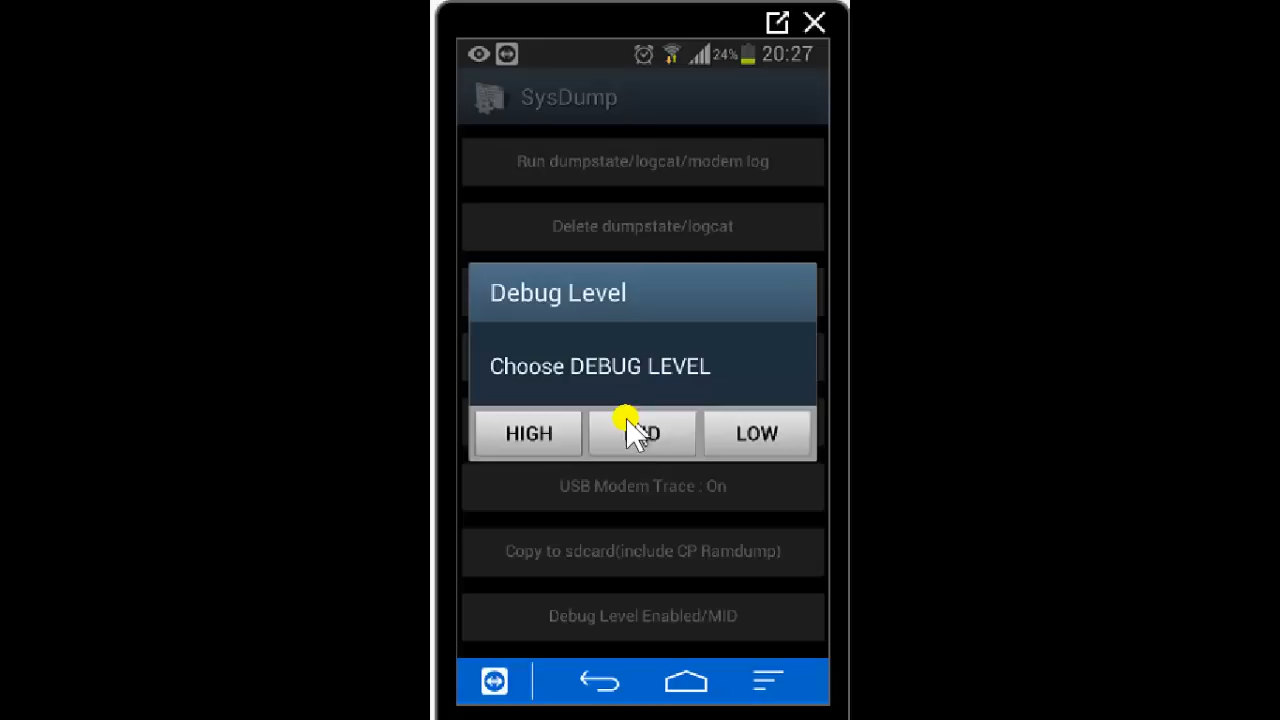 24% 20:27
SysDump
Run dumpstate/logcat/modem log
Delete dumpstate/logcat
Debug Level
Choose DEBUG LEVEL
HIGH
LOW
USB Modem Trace : On
Copy to sdcard(include CP Ramdump)
Debug Level Enabled/MID